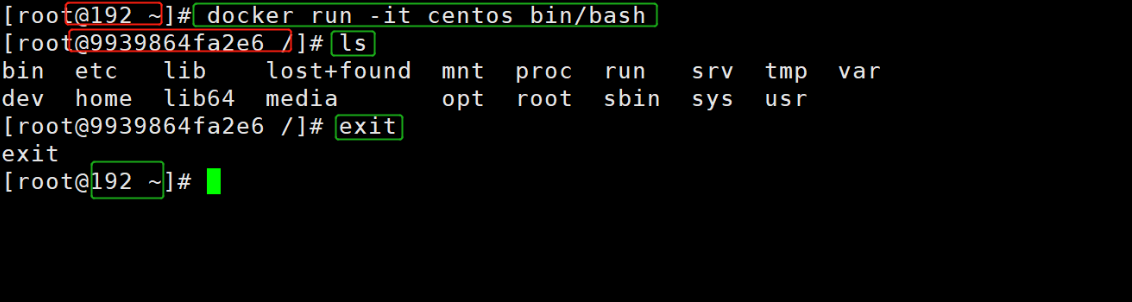 [root@192 ~]# docker run -it centos bin/bash
[root@9939864fa2e6 /]# ls
bin  etc   lib    lost+found  mnt  proc  run   srv  tmp  var
dev  home  lib64  media       opt  root  sbin  sys  usr
[root@9939864fa2e6 /]# exit
exit
[root@192 ~]#